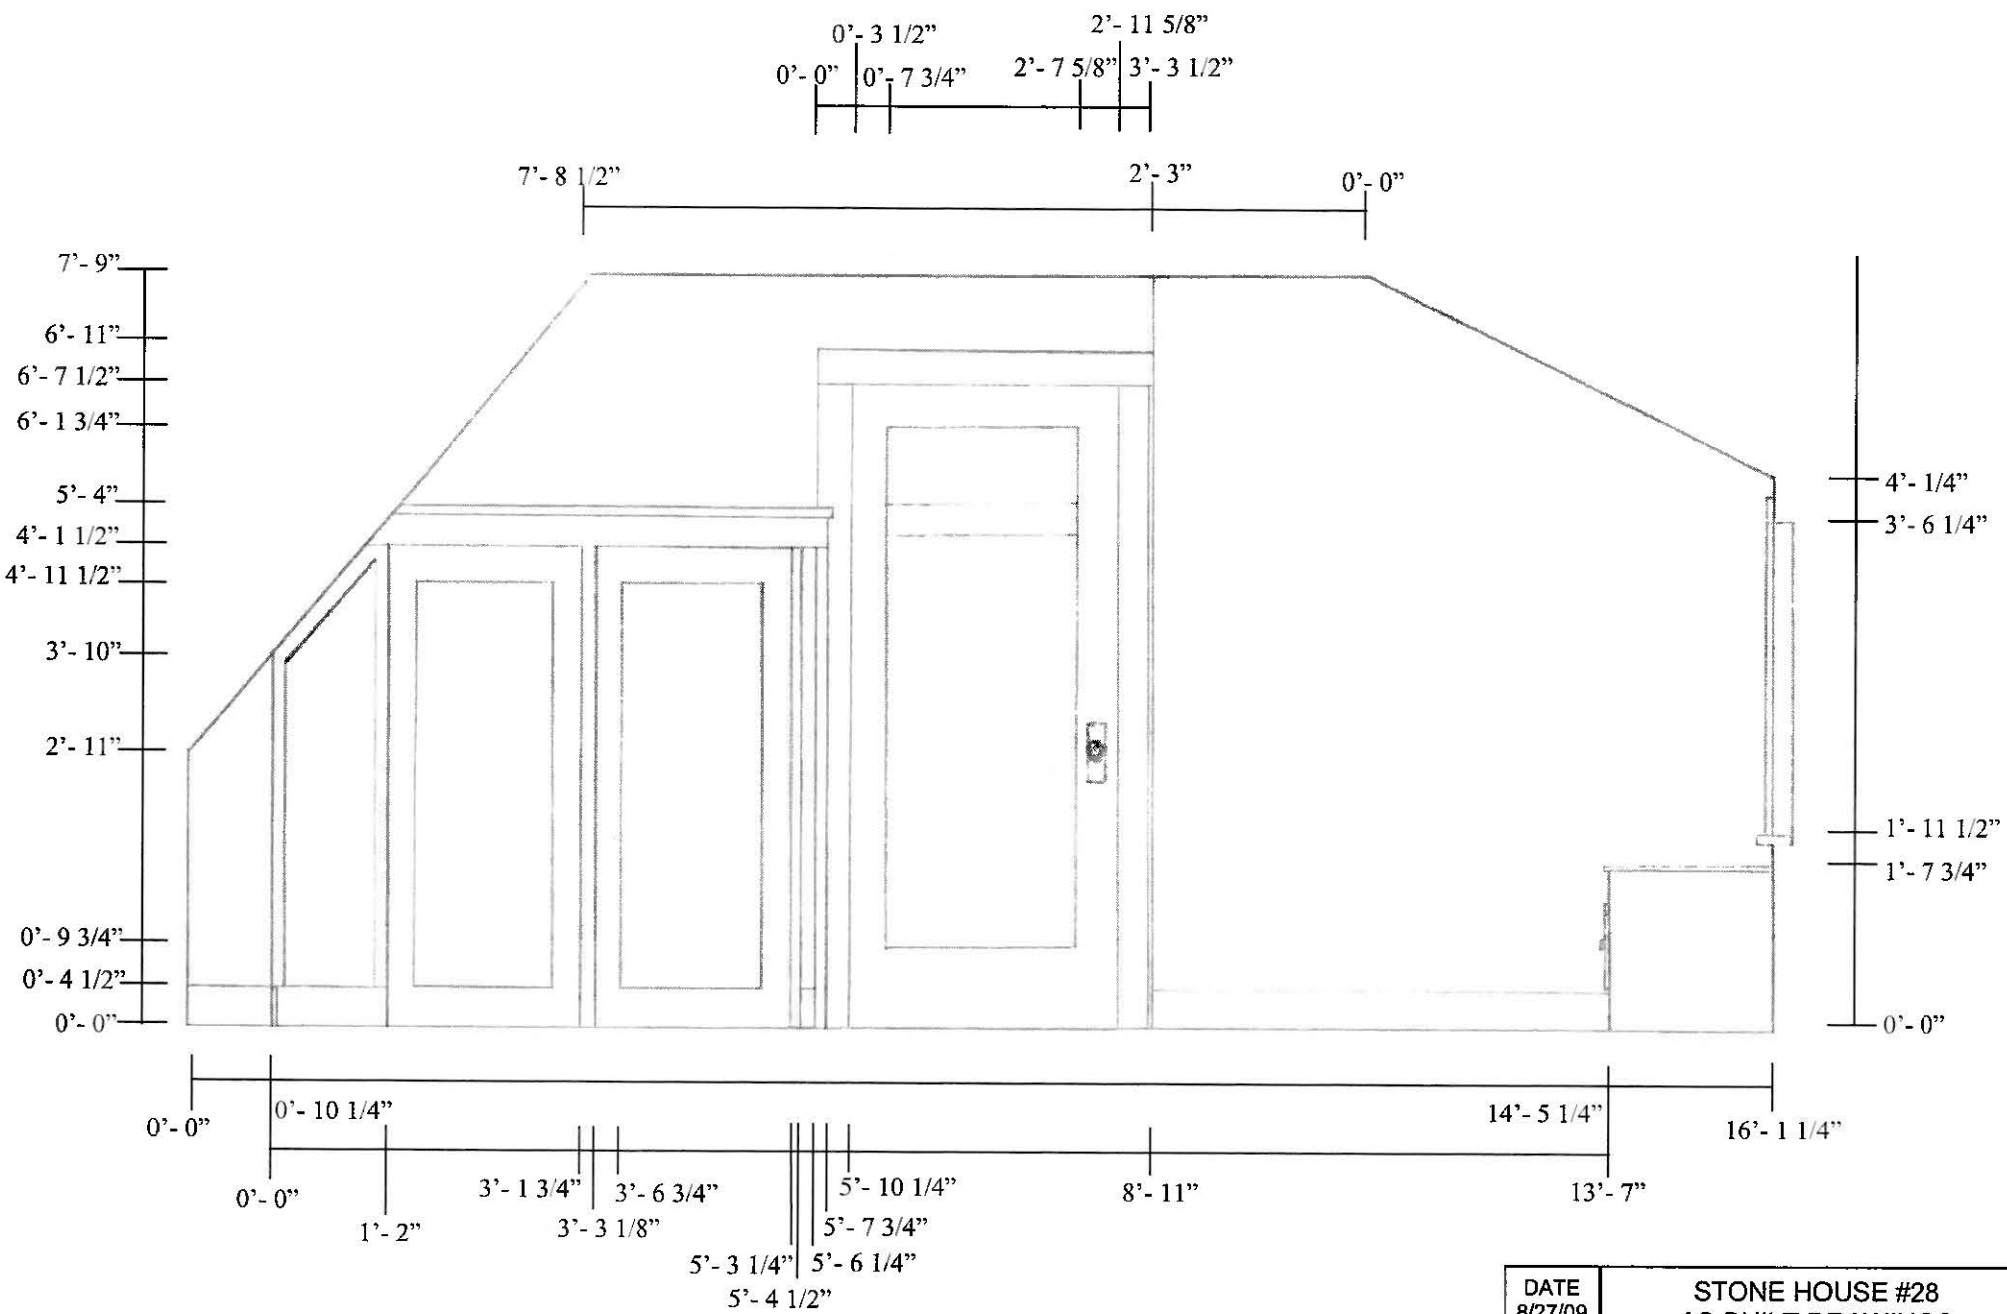 0'- 3 1/2"
2'- 11 5/8"
0'- 0"
0'- 7 3/4"
2'- 7 5/8"
3'- 3 1/2"
7'- 8 1/2"
2'- 3"
0'- 0"
7'- 9"
6'- 11"
6'- 7 1/2"
6'- 1 3/4"
5'- 4"
4'- 1 1/2"
4'- 11 1/2"
3'- 10"
2'- 11"
0'- 9 3/4"
0'- 4 1/2"
0'- 0"
4'- 1/4"
3'- 6 1/4"
1'- 11 1/2"
1'- 7 3/4"
0'- 0"
0'- 0"
0'- 10 1/4"
14'- 5 1/4"
16'- 1 1/4"
0'- 0"
1'- 2"
3'- 1 3/4"
3'- 3 1/8"
3'- 6 3/4"
5'- 3 1/4"
5'- 4 1/2"
5'- 6 1/4"
5'- 7 3/4"
5'- 10 1/4"
8'- 11"
13'- 7"
DATE
8/27/09
STONE HOUSE #28